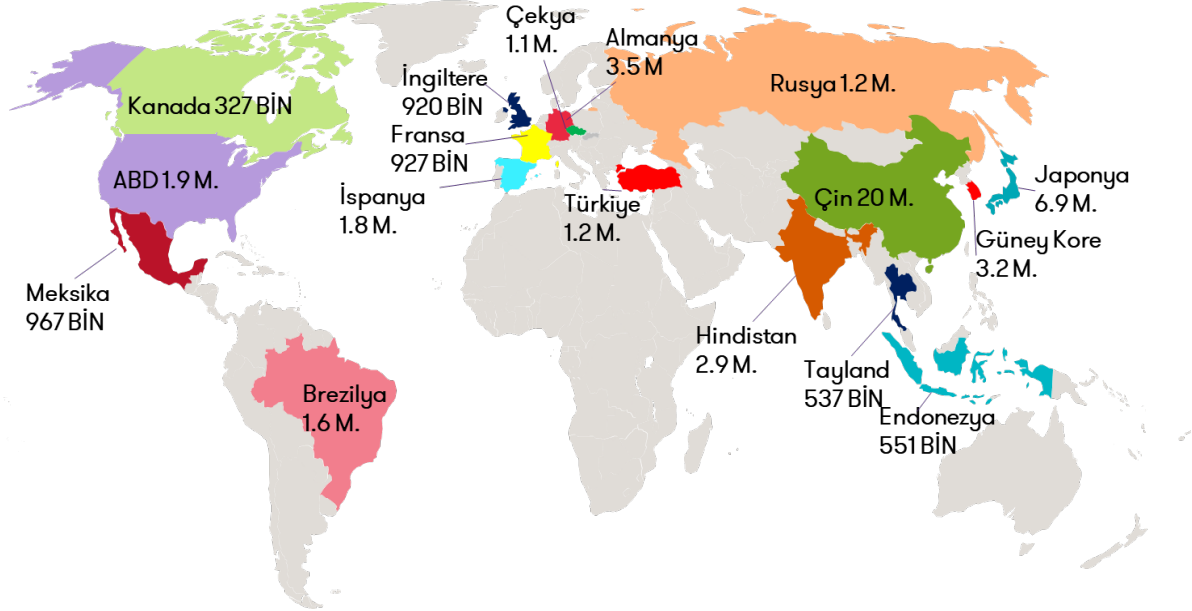 Çekya
1.1 M.
Almanya
3.5 M
İngiltere
920 BİN
Rusya 1.2 M.
Kanada 327 BİN
Fransa
927 BİN
ABD 1.9 M.
İspanya
1.8 M.
Türkiye
1.2 M.
Çin 20 M.
Japonya
6.9 M.
Güney Kore
3.2 M.
Meksika
967 BİN
Hindistan
2.9 M.
Tayland
537 BİN
Endonezya
551 BİN
Brezilya
1.6 M.